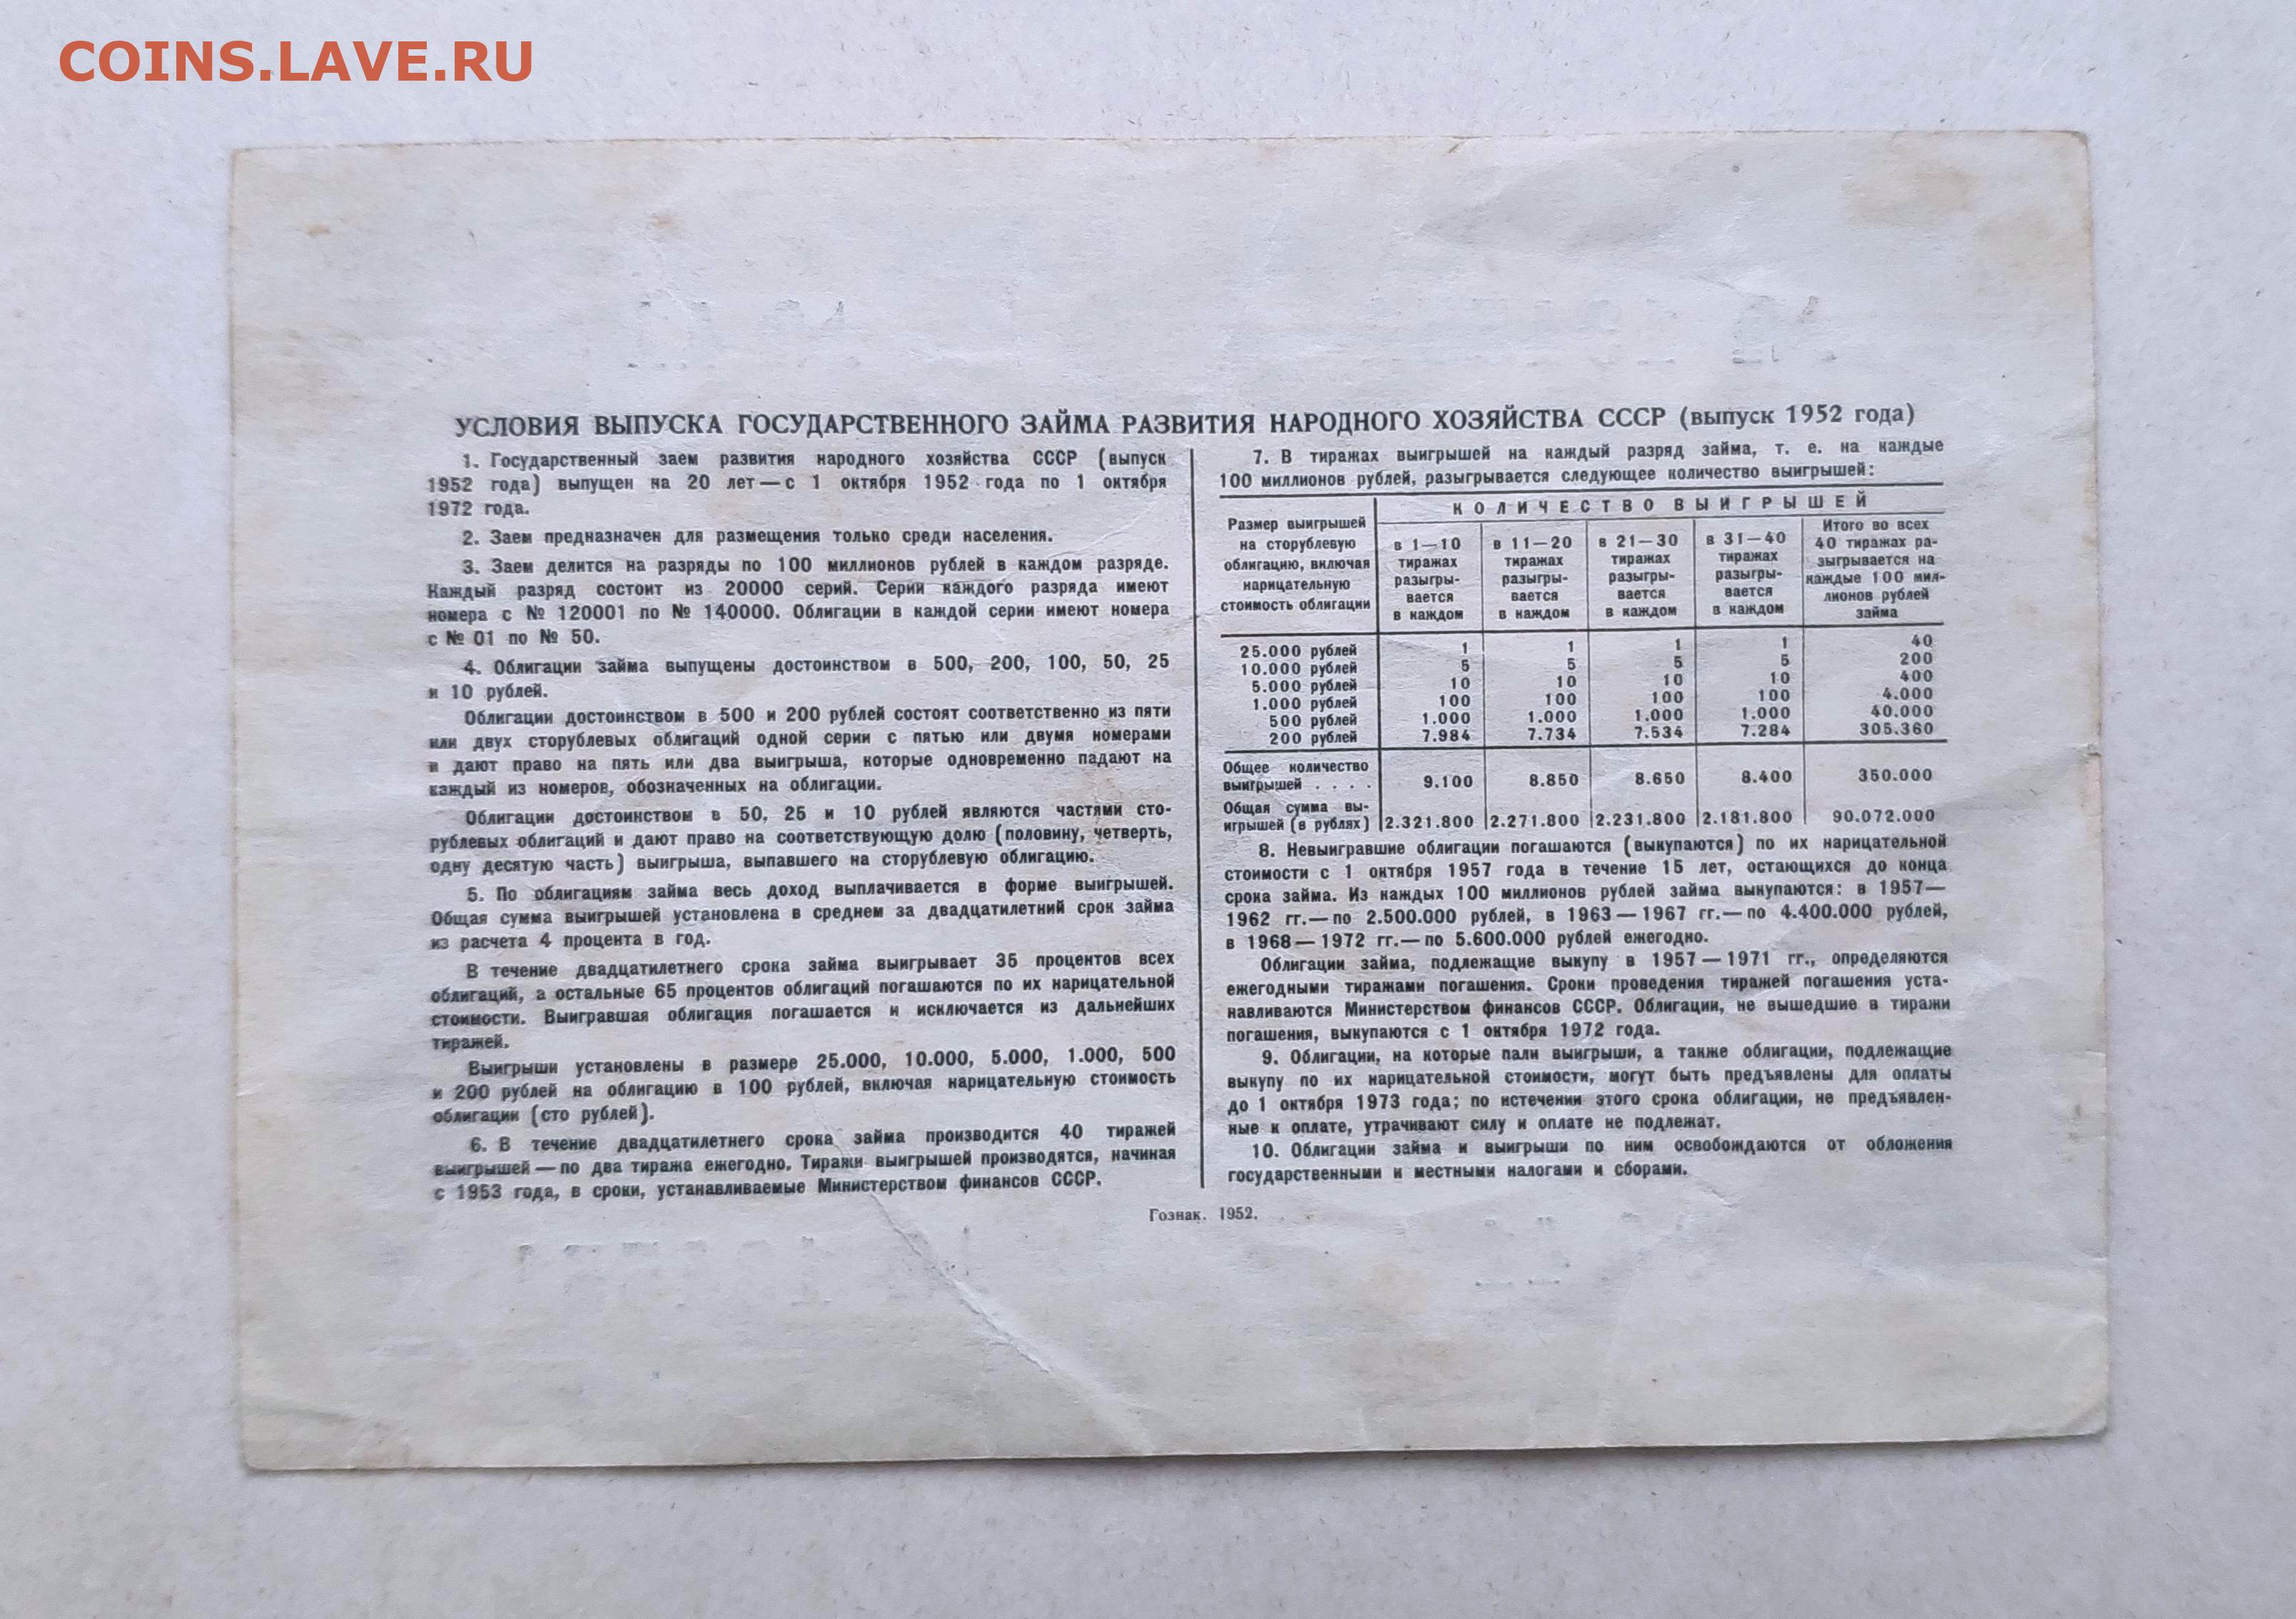 COINS.LAVE.RU
УСЛОВИЯ ВЫПУСКА ГОСУДАРСТВЕННОГО ЗАЙМА РАЗВИТИЯ НАРОДНОГО ХОЗЯЙСТВА СССР (выпуск 1952 года)
1. Государственный заем развития народного хозяйства СССР (выпуск
1952 года) выпущен на 20 лет — с 1 октября 1952 года по 1 октября
1972 года.
2. Заем предназначен для размещения только среди населения.
3. Заем делится на разряды по 100 миллионов рублей в каждом разряде.
Каждый разряд состоит из 20000 серий. Серии каждого разряда имеют
номера с № 120001 по № 140000. Облигации в каждой серии имеют номера
с № 01 по № 50.
4. Облигации займа выпущены достоинством в 500, 200, 100, 50, 25
и 10 рублей.
Облигации достоинством в 500 и 200 рублей состоят соответственно из пяти
или двух сторублевых облигаций одной серии с пятью или двумя номерами
и дают право на пять или два выигрыша, которые одновременно падают на
каждый из номеров, обозначенных на облигации.
Облигации достоинством в 50, 25 и 10 рублей являются частями сто-
рублевых облигаций и дают право на соответствующую долю (половину, четверть,
одну десятую часть) выигрыша, выпавшего на сторублевую облигацию.
5. По облигациям займа весь доход выплачивается в форме выигрышей.
Общая сумма выигрышей установлена в среднем за двадцатилетний срок займа
из расчета 4 процента в год.
В течение двадцатилетнего срока займа выигрывает 35 процентов всех
облигаций, а остальные 65 процентов облигаций погашаются по их нарицательной
стоимости. Выигравшая облигация погашается и исключается из дальнейших
тиражей.
Выигрыши установлены в размере 25.000, 10.000, 5.000, 1.000, 500
и 200 рублей на облигацию в 100 рублей, включая нарицательную стоимость
облигации (сто рублей).
6. В течение двадцатилетнего срока займа производится 40 тиражей
выигрышей — по два тиража ежегодно. Тиражи выигрышей производятся, начиная
с 1953 года, в сроки, устанавливаемые Министерством финансов СССР.
7. В тиражах выигрышей на каждый разряд займа, т. е. на каждые
100 миллионов рублей, разыгрывается следующее количество выигрышей:
Размер выигрышей
на сторублевую
облигацию, включая
нарицательную
стоимость облигации
КОЛИЧЕСТВО ВЫИГРЫШЕЙ
в 1—10
тиражах
разыгры-
вается
в каждом
в 11—20
тиражах
разыгры-
вается
в каждом
в 21—30
тиражах
разыгры-
вается
в каждом
в 31—40
тиражах
разыгры-
вается
в каждом
Итого во всех
40 тиражах ра-
зыгрывается на
каждые 100 мил-
лионов рублей
займа
25.000 рублей 1 1 1 1 40
10.000 рублей 5 5 5 5 200
5.000 рублей 10 10 10 10 400
1.000 рублей 100 100 100 100 4.000
500 рублей 1.000 1.000 1.000 1.000 40.000
200 рублей 7.984 7.734 7.534 7.284 305.360
Общее количество
выигрышей . . . . 9.100 8.850 8.650 8.400 350.000
Общая сумма вы-
игрышей (в рублях) 2.321.800 2.271.800 2.231.800 2.181.800 90.072.000
8. Невыигравшие облигации погашаются (выкупаются) по их нарицательной
стоимости с 1 октября 1957 года в течение 15 лет, остающихся до конца
срока займа. Из каждых 100 миллионов рублей займа выкупаются: в 1957—
1962 гг.— по 2.500.000 рублей, в 1963 — 1967 гг.— по 4.400.000 рублей,
в 1968 — 1972 гг.— по 5.600.000 рублей ежегодно.
Облигации займа, подлежащие выкупу в 1957 — 1971 гг., определяются
ежегодными тиражами погашения. Сроки проведения тиражей погашения уста-
навливаются Министерством финансов СССР. Облигации, не вышедшие в тиражи
погашения, выкупаются с 1 октября 1972 года.
9. Облигации, на которые пали выигрыши, а также облигации, подлежащие
выкупу по их нарицательной стоимости, могут быть предъявлены для оплаты
до 1 октября 1973 года; по истечении этого срока облигации, не предъявлен-
ные к оплате, утрачивают силу и оплате не подлежат.
10. Облигации займа и выигрыши по ним освобождаются от обложения
государственными и местными налогами и сборами.
Гознак. 1952.